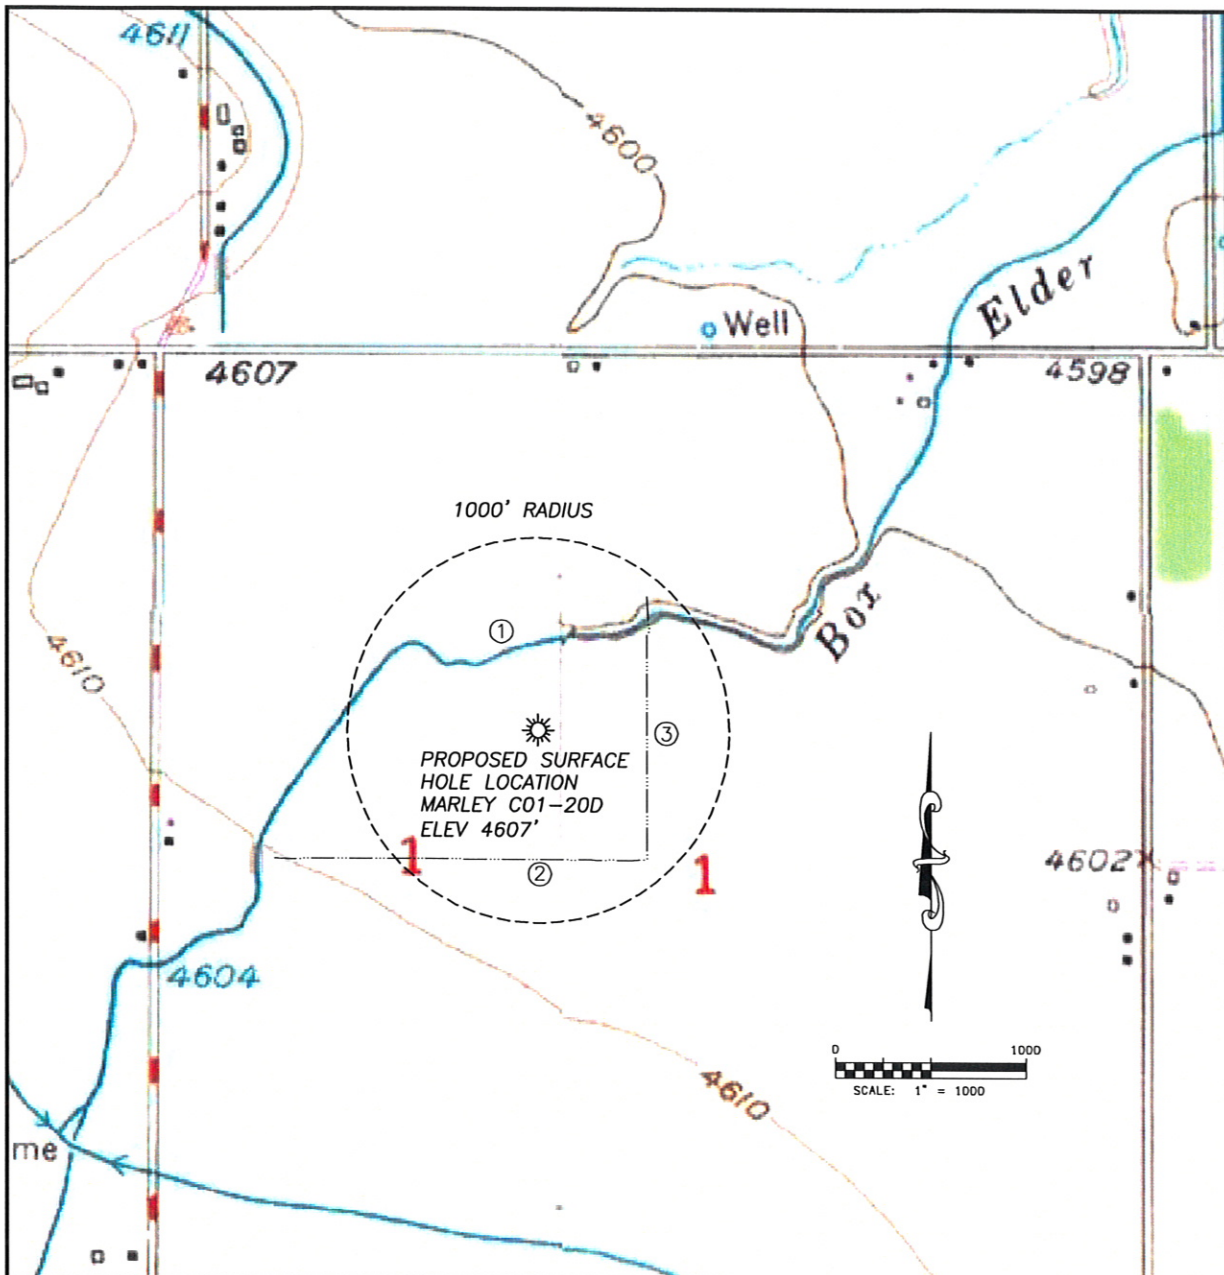 4611
4600
Elder
Well
4607
4598
1000' RADIUS
①
Box
4610
③
PROPOSED SURFACE
HOLE LOCATION
MARLEY C01-20D
ELEV 4607'
1
②
1
4602
4604
0 1000
SCALE: 1" = 1000
4610
me